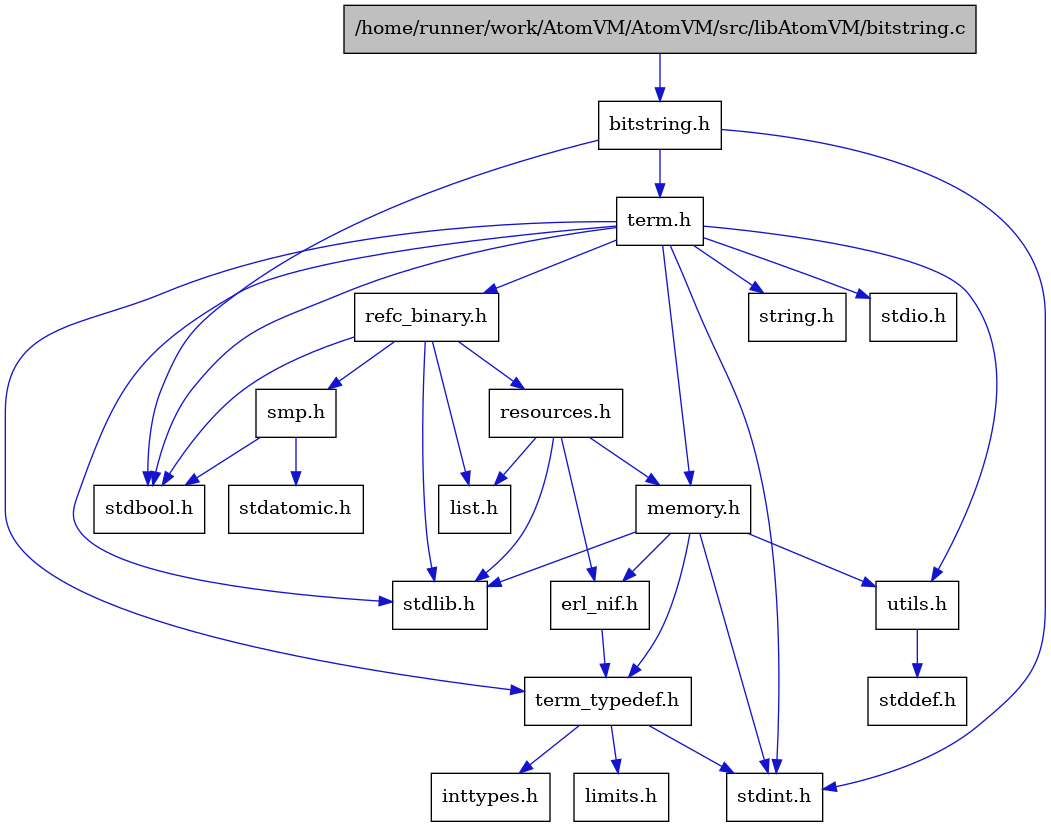 /home/runner/work/AtomVM/AtomVM/src/libAtomVM/bitstring.c
bitstring.h
term.h
refc_binary.h
string.h
stdio.h
smp.h
resources.h
stdbool.h
stdatomic.h
list.h
memory.h
stdlib.h
erl_nif.h
utils.h
term_typedef.h
stddef.h
inttypes.h
limits.h
stdint.h